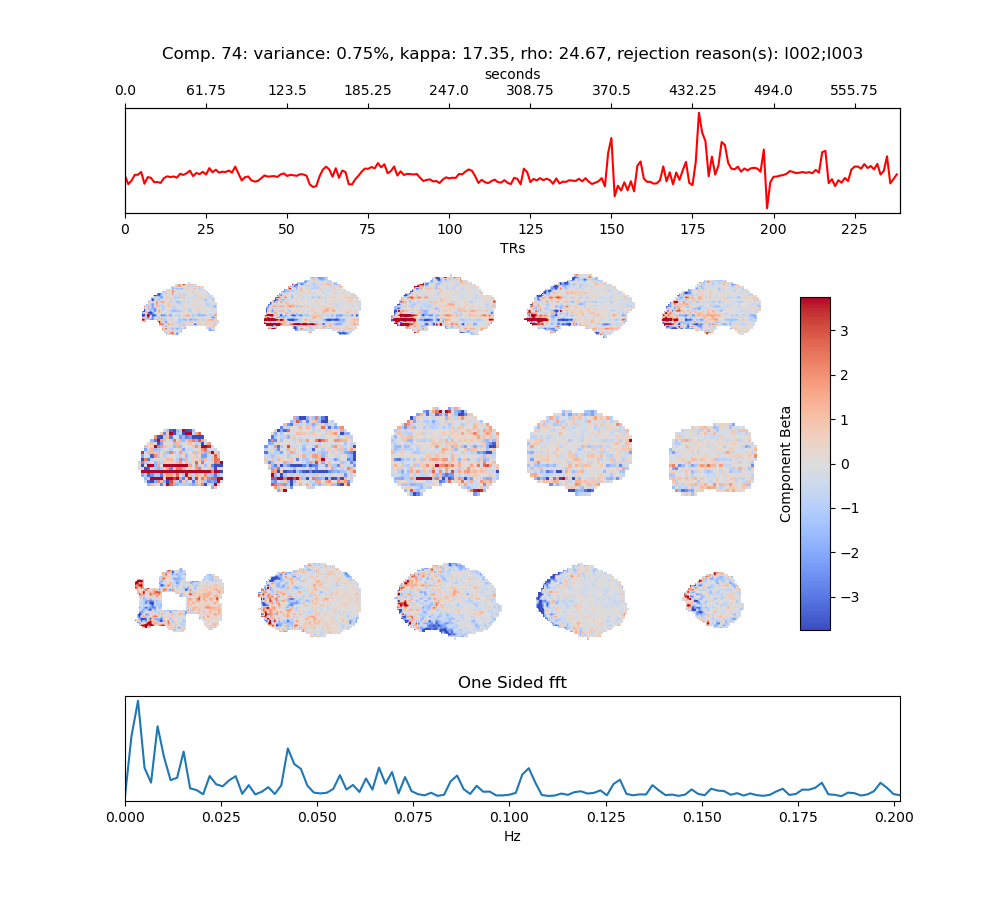 Comp. 74: variance: 0.75%, kappa: 17.35, rho: 24.67, rejection reason(s): I002;I003
seconds
0.0 61.75 123.5 185.25 247.0 308.75 370.5 432.25 494.0 555.75
0 25 50 75 100 125 150 175 200 225
TRs
3
2
1
0
−1
−2
−3
Component Beta
One Sided fft
0.000 0.025 0.050 0.075 0.100 0.125 0.150 0.175 0.200
Hz